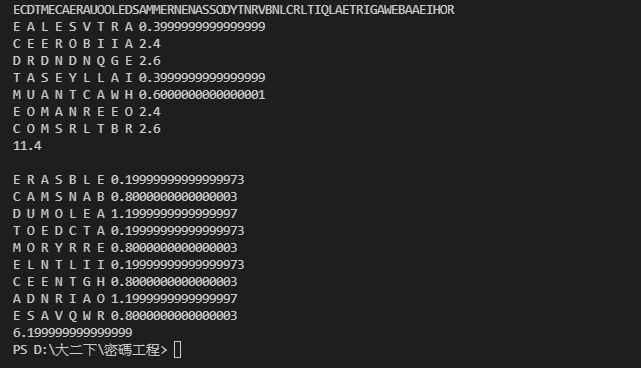 ECDTMECAERAUOOLEDSAMMERNENASSODYTNRVBNLCRLTIQLAETRIGAWEBAAEIHOR
E A L E S V T R A 0.3999999999999999
C E E R O B I I A 2.4
D R D N D N Q G E 2.6
T A S E Y L L A I 0.3999999999999999
M U A N T C A W H 0.6000000000000001
E O M A N R E E O 2.4
C O M S R L T B R 2.6
11.4
E R A S B L E 0.19999999999999973
C A M S N A B 0.8000000000000003
D U M O L E A 1.1999999999999997
T O E D C T A 0.19999999999999973
M O R Y R R E 0.8000000000000003
E L N T L I I 0.19999999999999973
C E E N T G H 0.8000000000000003
A D N R I A O 1.1999999999999997
E S A V Q W R 0.8000000000000003
6.199999999999999
PS D:\大二下\密碼工程>